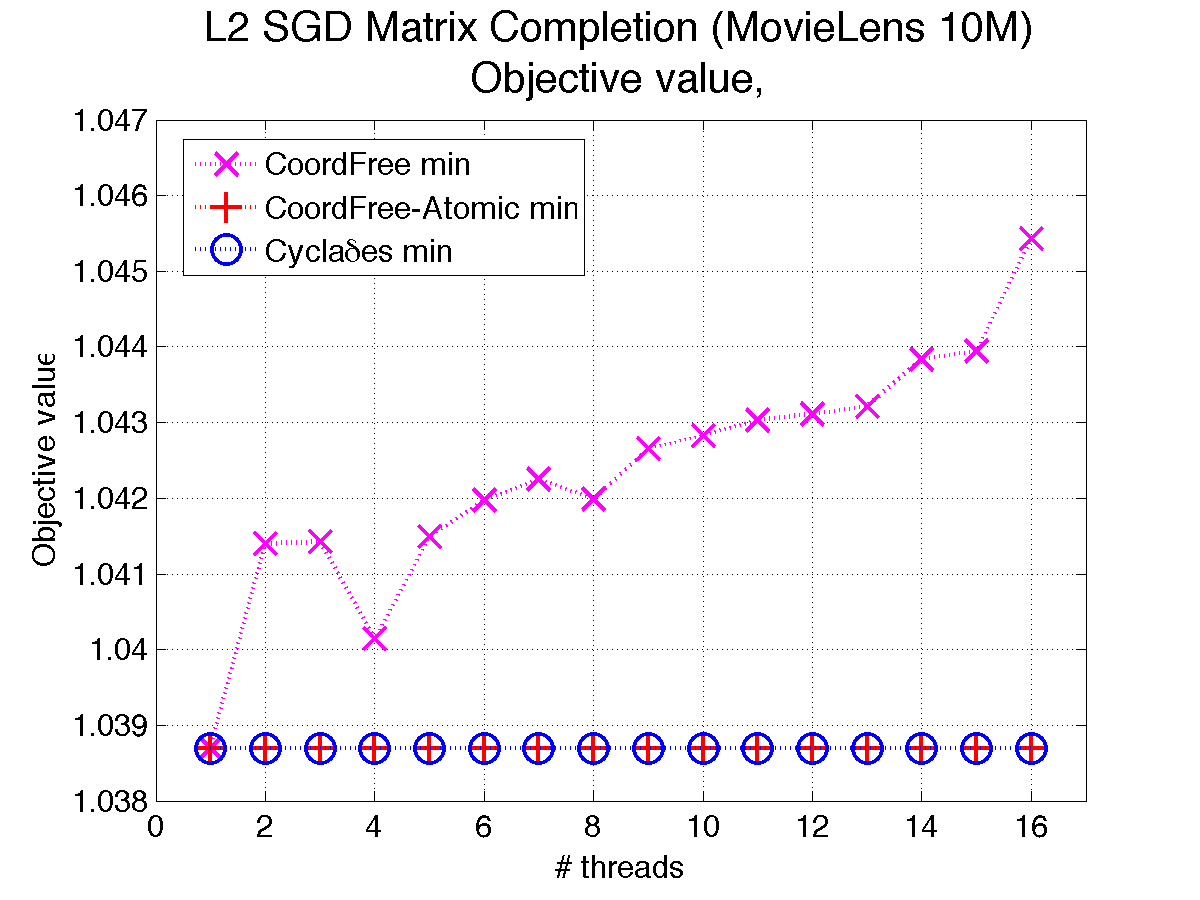 L2 SGD Matrix Completion (MovieLens 10M)
Objective value,
1.047
1.046
1.045
1.044
1.043
1.042
1.041
1.04
1.039
1.038
Objective value
CoordFree min
CoordFree-Atomic min
Cyclaδes min
0 2 4 6 8 10 12 14 16
# threads